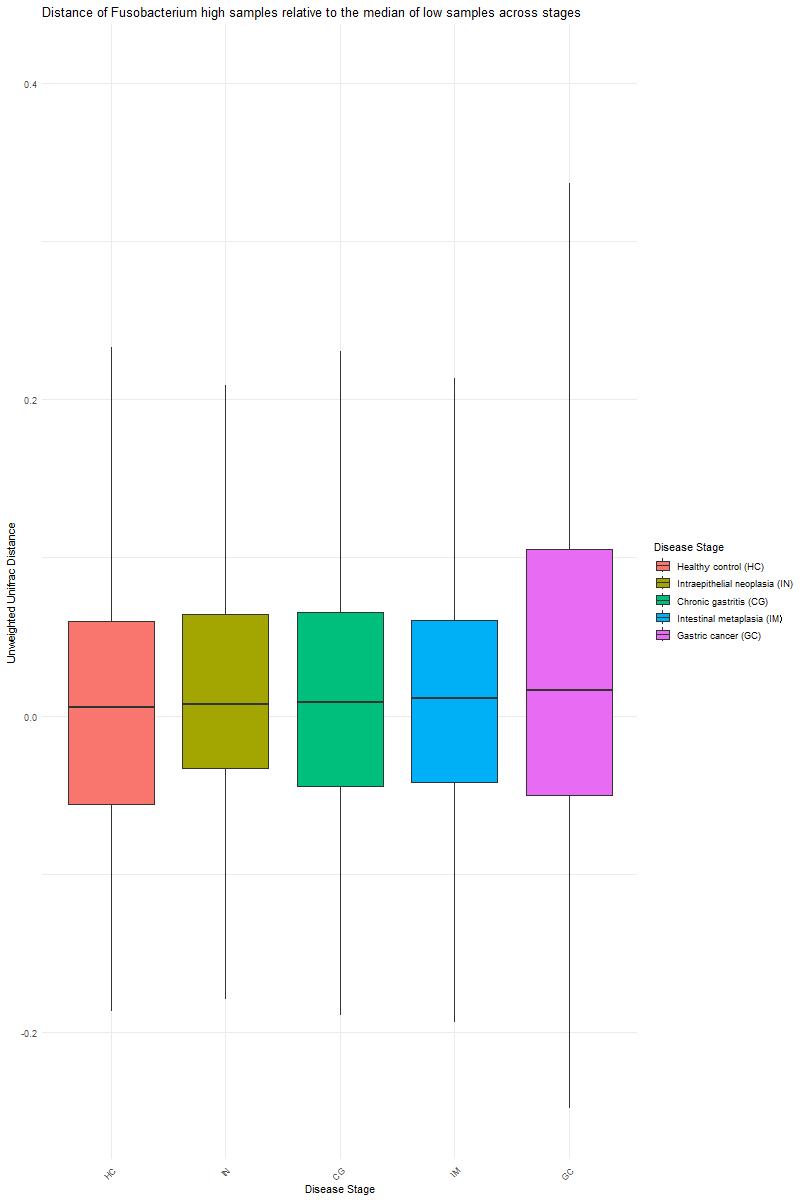 Distance of Fusobacterium high samples relative to the median of low samples across stages
0.4
0.2
0.0
-0.2
Unweighted Unifrac Distance
HC
IN
CG
IM
GC
Disease Stage
Disease Stage
Healthy control (HC)
Intraepithelial neoplasia (IN)
Chronic gastritis (CG)
Intestinal metaplasia (IM)
Gastric cancer (GC)